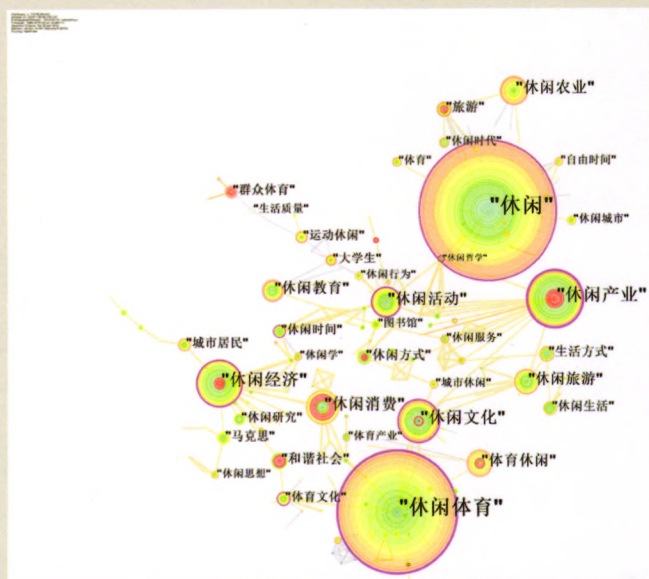 "休闲农业"
"旅游"
"休闲时代"
"体育"
"自由时间"
"群众体育"
"生活质量"
"休闲"
"休闲城市"
"运动休闲"
"大学生"
"休闲哲学"
"休闲行为"
"休闲教育"
"休闲活动"
"休闲产业"
"图书馆"
"休闲时间"
"休闲服务"
"城市居民"
"休闲学"
"休闲方式"
"生活方式"
"休闲经济"
"城市休闲"
"休闲旅游"
"休闲消费"
"休闲生活"
"休闲研究"
"休闲文化"
"马克思"
"体育产业"
"和谐社会"
"体育休闲"
"休闲思想"
"体育文化"
"休闲体育"